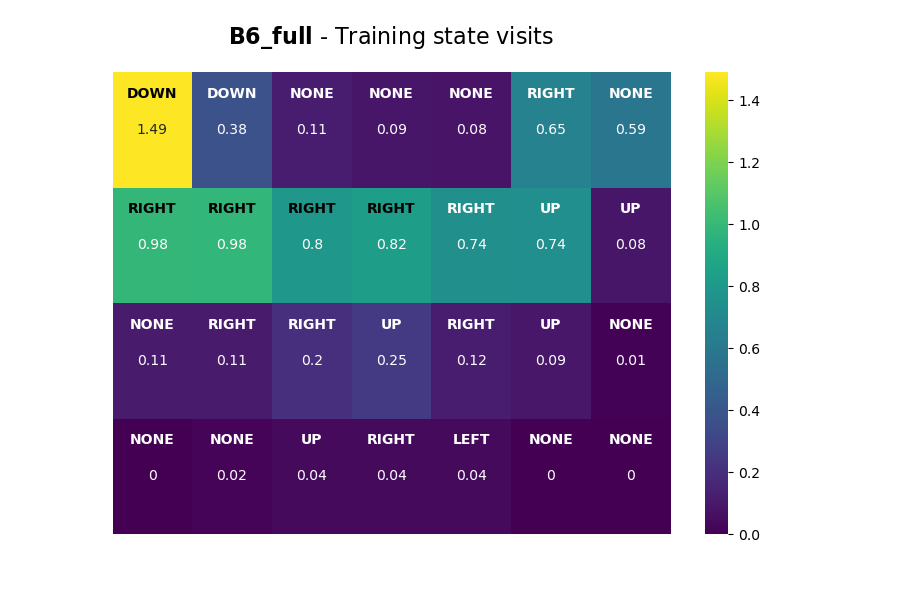 B6_full - Training state visits
DOWN DOWN NONE NONE NONE RIGHT NONE
1.49 0.38 0.11 0.09 0.08 0.65 0.59
RIGHT RIGHT RIGHT RIGHT RIGHT UP UP
0.98 0.98 0.8 0.82 0.74 0.74 0.08
NONE RIGHT RIGHT UP RIGHT UP NONE
0.11 0.11 0.2 0.25 0.12 0.09 0.01
NONE NONE UP RIGHT LEFT NONE NONE
0 0.02 0.04 0.04 0.04 0 0
1.4
1.2
1.0
0.8
0.6
0.4
0.2
0.0